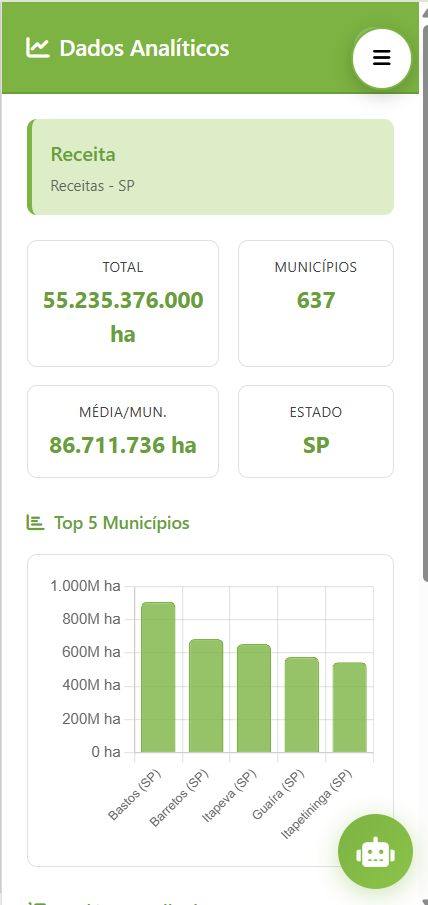 Dados Analíticos
Receita
Receitas - SP
TOTAL
55.235.376.000
ha
MUNICÍPIOS
637
MÉDIA/MUN.
86.711.736 ha
ESTADO
SP
Top 5 Municípios
1.000M ha
800M ha
600M ha
400M ha
200M ha
0 ha
Bastos (SP)
Barretos (SP)
Itapeva (SP)
Guaíra (SP)
Itapetininga (SP)